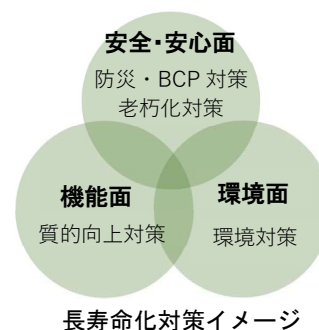 安全・安心面
防災・BCP 対策
老朽化対策
機能面
質的向上対策
環境面
環境対策
長寿命化対策イメージ